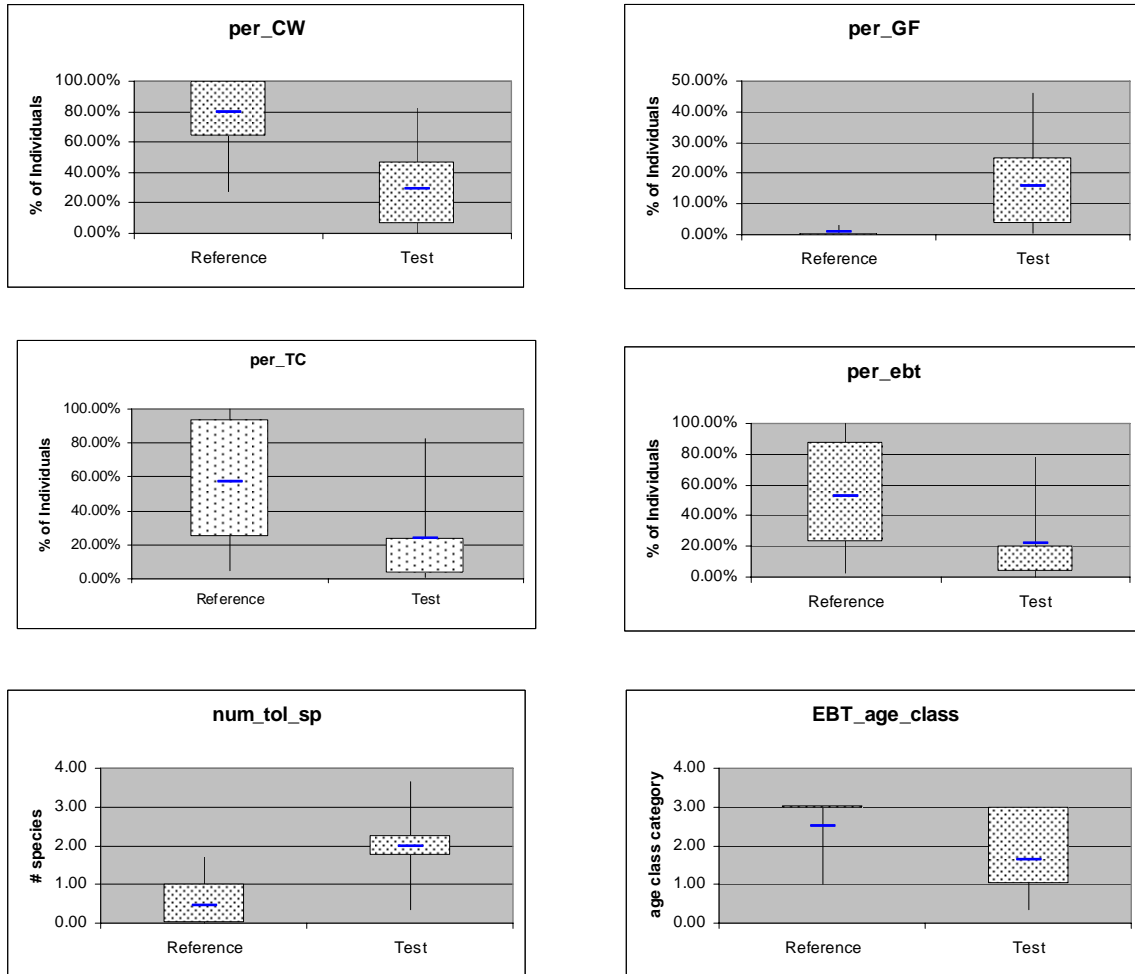 per_CW
% of Individuals
100.00%
80.00%
60.00%
40.00%
20.00%
0.00%
Reference Test
per_GF
% of Individuals
50.00%
40.00%
30.00%
20.00%
10.00%
0.00%
Reference Test
per_TC
% of Individuals
100.00%
80.00%
60.00%
40.00%
20.00%
0.00%
Reference Test
per_ebt
% of Individuals
100.00%
80.00%
60.00%
40.00%
20.00%
0.00%
Reference Test
num_tol_sp
# species
4.00
3.00
2.00
1.00
0.00
Reference Test
EBT_age_class
age class category
4.00
3.00
2.00
1.00
0.00
Reference Test